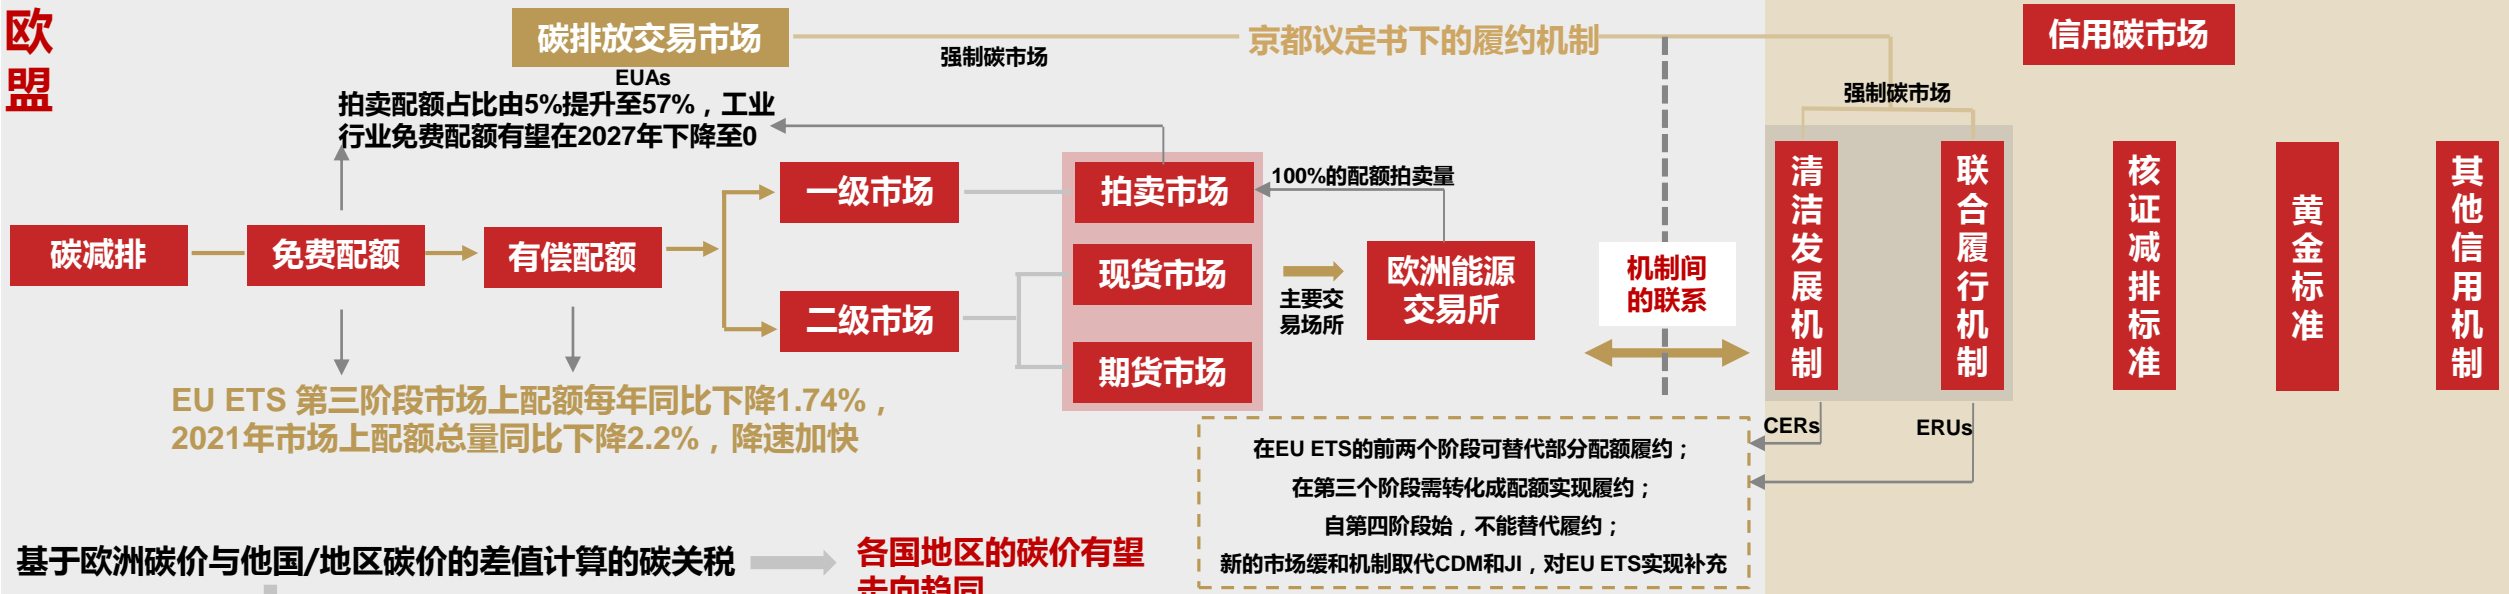 欧盟
碳排放交易市场
强制碳市场
京都议定书下的履约机制
信用碳市场
EUAs
拍卖配额占比由5%提升至57%，工业
行业免费配额有望在2027年下降至0
强制碳市场
一级市场
拍卖市场
100%的配额拍卖量
碳减排
免费配额
有偿配额
现货市场
二级市场
期货市场
主要交
易场所
欧洲能源
交易所
机制间
的联系
清洁发展机制
联合履行机制
核证减排标准
黄金标准
其他信用机制
EU ETS 第三阶段市场上配额每年同比下降1.74%，
2021年市场上配额总量同比下降2.2%，降速加快
CERs
ERUs
在EU ETS的前两个阶段可替代部分配额履约；
在第三个阶段需转化成配额实现履约；
自第四阶段始，不能替代履约；
新的市场缓和机制取代CDM和JI，对EU ETS实现补充
基于欧洲碳价与他国/地区碳价的差值计算的碳关税
各国地区的碳价有望
走向趋同